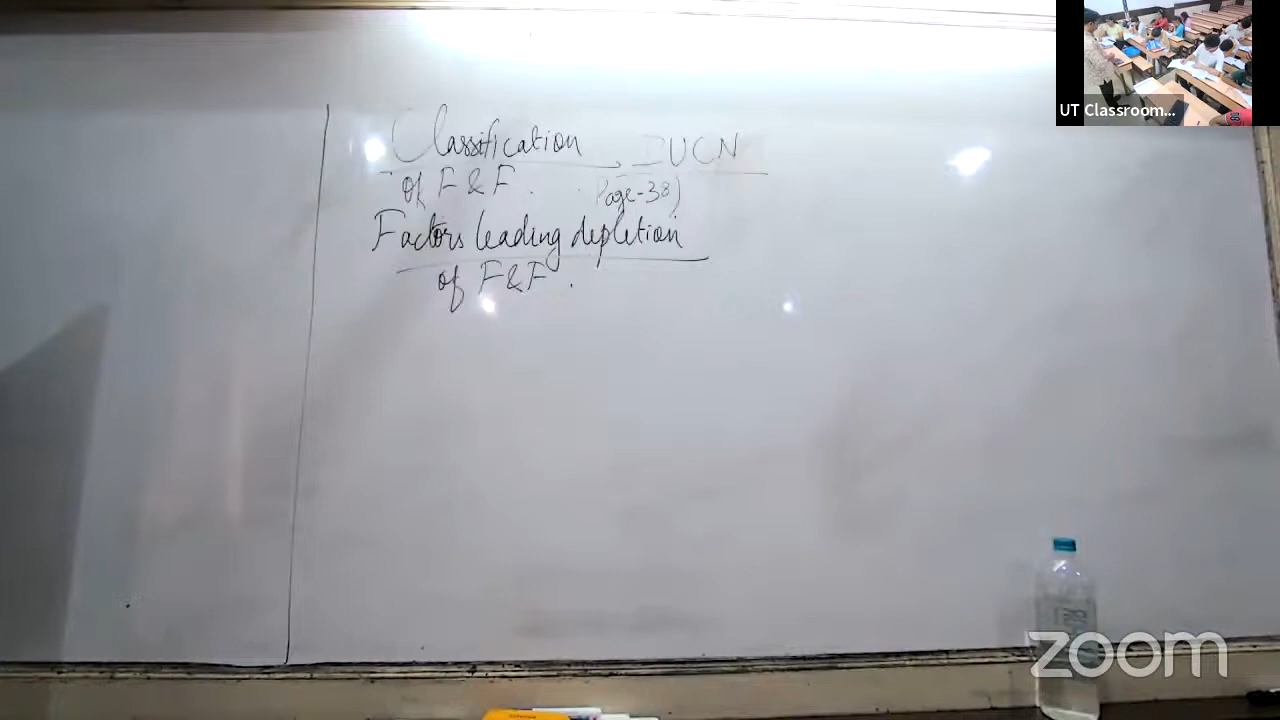 Classification → IUCN
of F & F. (Page-38)
Factors leading depletion
of F & F.
UT Classroom...
zoom